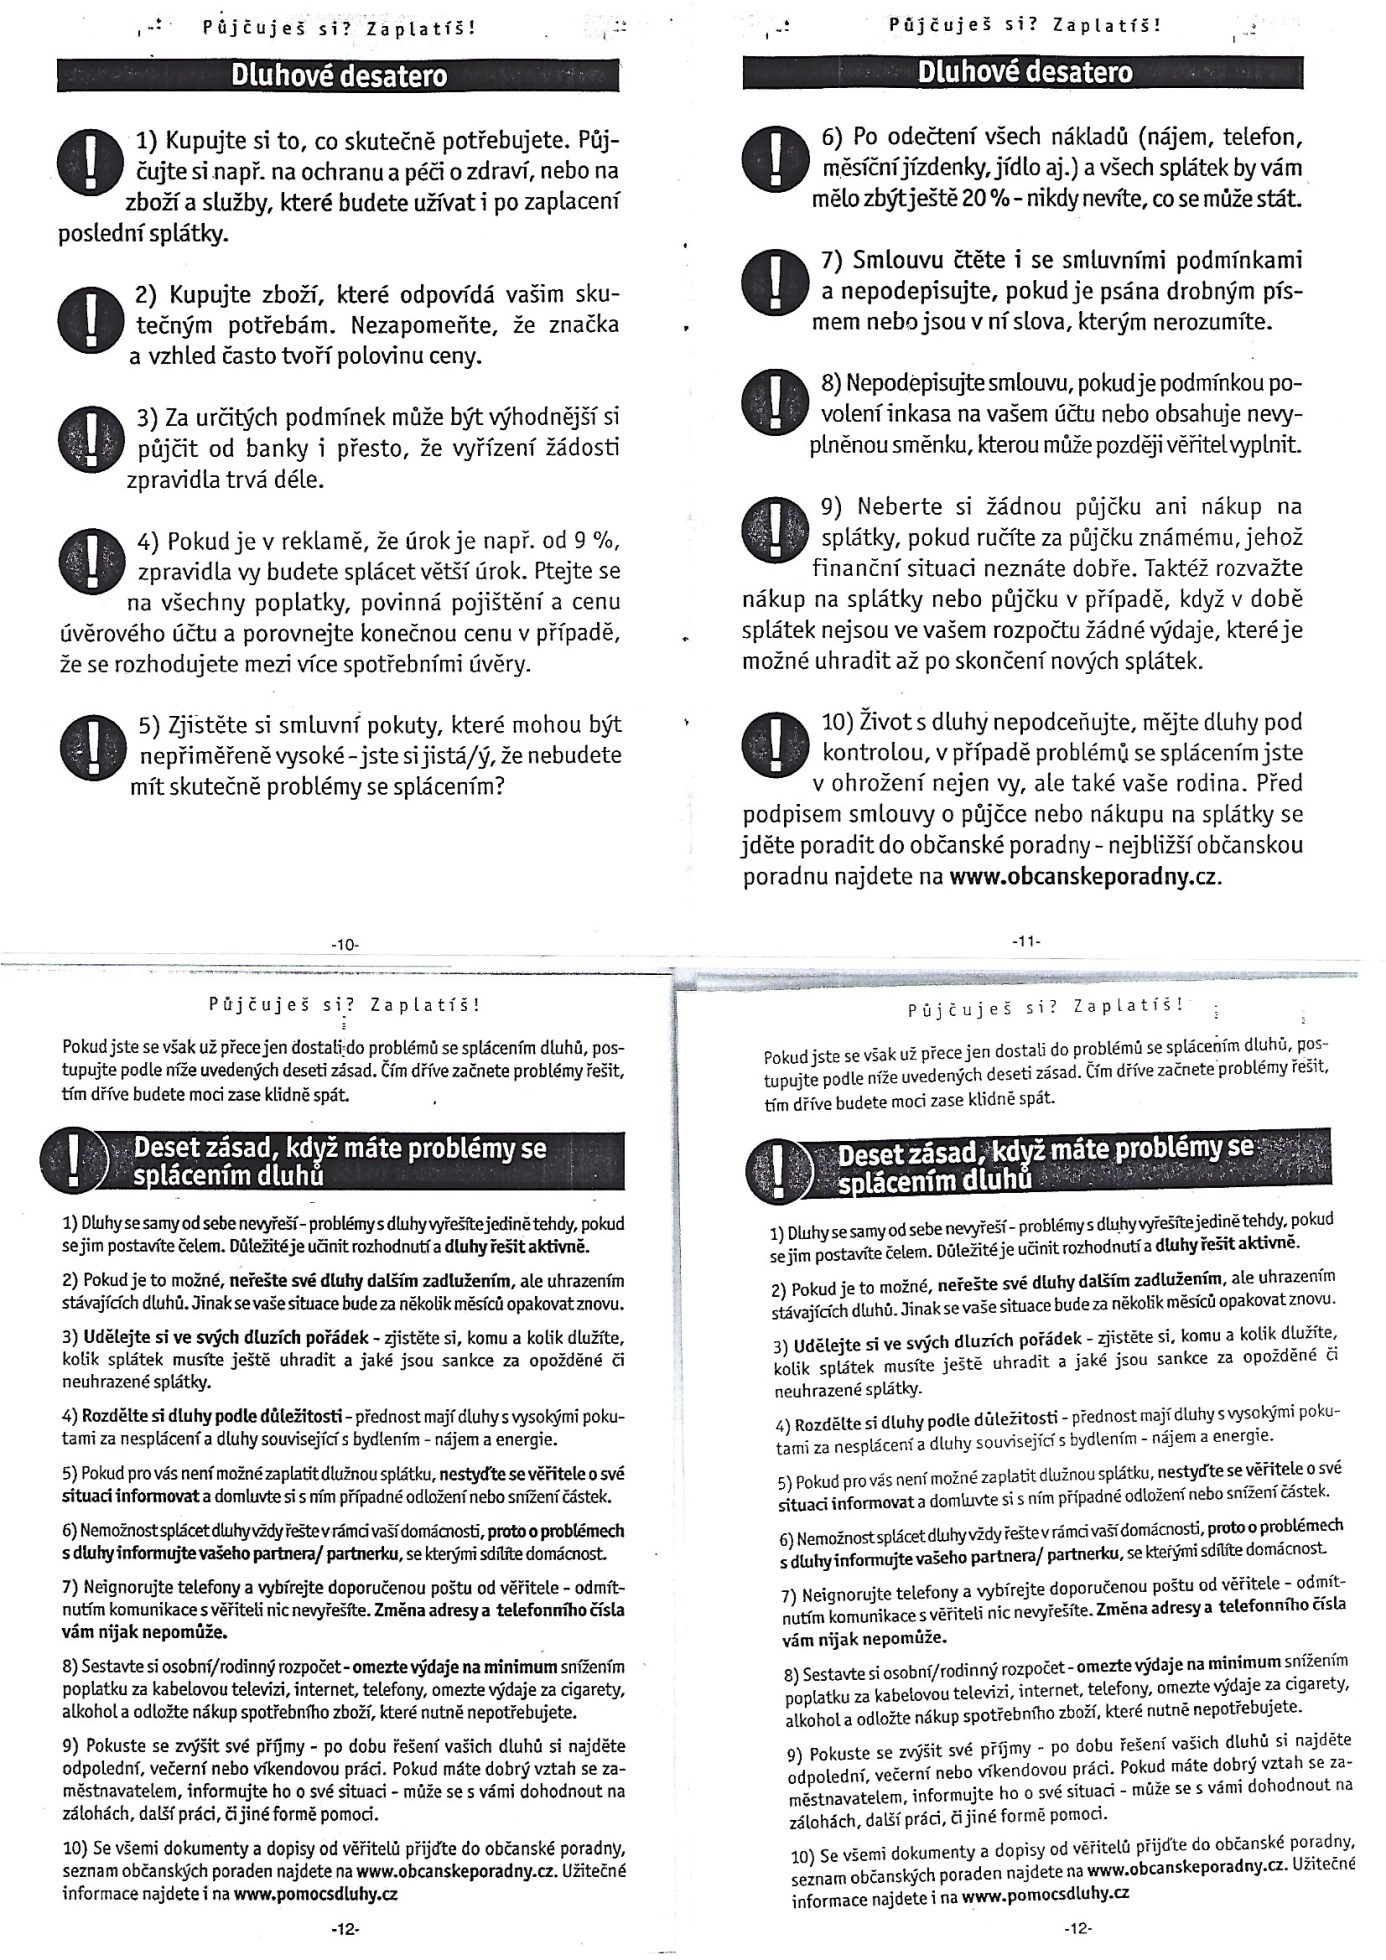 Půjčuješ si? Zaplatíš!
Dluhové desatero
1) Kupujte si to, co skutečně potřebujete. Půj-
čujte si např. na ochranu a péči o zdraví, nebo na
zboží a služby, které budete užívat i po zaplacení
poslední splátky.
2) Kupujte zboží, které odpovídá vašim sku-
tečným potřebám. Nezapomeňte, že značka
a vzhled často tvoří polovinu ceny.
3) Za určitých podmínek může být výhodnější si
půjčit od banky i přesto, že vyřízení žádosti
zpravidla trvá déle.
4) Pokud je v reklamě, že úrok je např. od 9 %,
zpravidla vy budete splácet větší úrok. Ptejte se
na všechny poplatky, povinná pojištění a cenu
úvěrového účtu a porovnejte konečnou cenu v případě,
že se rozhodujete mezi více spotřebními úvěry.
5) Zjistěte si smluvní pokuty, které mohou být
nepřiměřeně vysoké - jste si jistá/ý, že nebudete
mít skutečně problémy se splácením?
-10-
Půjčuješ si? Zaplatíš!
Dluhové desatero
6) Po odečtení všech nákladů (nájem, telefon,
měsíční jízdenky, jídlo aj.) a všech splátek by vám
mělo zbýt ještě 20 % - nikdy nevíte, co se může stát.
7) Smlouvu čtěte i se smluvními podmínkami
a nepodepisujte, pokud je psána drobným pís-
mem nebo jsou v ní slova, kterým nerozumíte.
8) Nepodepisujte smlouvu, pokud je podmínkou po-
volení inkasa na vašem účtu nebo obsahuje nevy-
plněnou směnku, kterou může později věřitel vyplnit.
9) Neberte si žádnou půjčku ani nákup na
splátky, pokud ručíte za půjčku známému, jehož
finanční situaci neznáte dobře. Taktéž rozvažte
nákup na splátky nebo půjčku v případě, když v době
splátek nejsou ve vašem rozpočtu žádné výdaje, které je
možné uhradit až po skončení nových splátek.
10) Život s dluhy nepodceňujte, mějte dluhy pod
kontrolou, v případě problémů se splácením jste
v ohrožení nejen vy, ale také vaše rodina. Před
podpisem smlouvy o půjčce nebo nákupu na splátky se
jděte poradit do občanské poradny - nejbližší občanskou
poradnu najdete na www.obcanskeporadny.cz.
-11-
Půjčuješ si? Zaplatíš!
Pokud jste se však už přece jen dostali do problémů se splácením dluhů, pos-
tupujte podle níže uvedených deseti zásad. Čím dříve začnete problémy řešit,
tím dříve budete moci zase klidně spát.
Deset zásad, když máte problémy se
splácením dluhů
1) Dluhy se samy od sebe nevyřeší - problémy s dluhy vyřešíte jedině tehdy, pokud
se jim postavíte čelem. Důležité je učinit rozhodnutí a dluhy řešit aktivně.
2) Pokud je to možné, neřešte své dluhy dalším zadlužením, ale uhrazením
stávajících dluhů. Jinak se vaše situace bude za několik měsíců opakovat znovu.
3) Udělejte si ve svých dluzích pořádek - zjistěte si, komu a kolik dlužíte,
kolik splátek musíte ještě uhradit a jaké jsou sankce za opožděné či
neuhrazené splátky.
4) Rozdělte si dluhy podle důležitosti - přednost mají dluhy s vysokými poku-
tami za nesplácení a dluhy související s bydlením - nájem a energie.
5) Pokud pro vás není možné zaplatit dlužnou splátku, nestyďte se věřitele o své
situaci informovat a domluvte si s ním případné odložení nebo snížení částek.
6) Nemožnost splácet dluhy vždy řešte v rámci vaší domácnosti, proto o problémech
s dluhy informujte vašeho partnera/ partnerku, se kterými sdílíte domácnost.
7) Neignorujte telefony a vybírejte doporučenou poštu od věřitele - odmít-
nutím komunikace s věřiteli nic nevyřešíte. Změna adresy a telefonního čísla
vám nijak nepomůže.
8) Sestavte si osobní/rodinný rozpočet - omezte výdaje na minimum snížením
poplatku za kabelovou televizi, internet, telefony, omezte výdaje za cigarety,
alkohol a odložte nákup spotřebního zboží, které nutně nepotřebujete.
9) Pokuste se zvýšit své příjmy - po dobu řešení vašich dluhů si najděte
odpolední, večerní nebo víkendovou práci. Pokud máte dobrý vztah se za-
městnavatelem, informujte ho o své situaci - může se s vámi dohodnout na
zálohách, další práci, či jiné formě pomoci.
10) Se všemi dokumenty a dopisy od věřitelů přijďte do občanské poradny,
seznam občanských poraden najdete na www.obcanskeporadny.cz. Užitečné
informace najdete i na www.pomocsdluhy.cz
-12-
Půjčuješ si? Zaplatíš!
Pokud jste se však už přece jen dostali do problémů se splácením dluhů, pos-
tupujte podle níže uvedených deseti zásad. Čím dříve začnete problémy řešit,
tím dříve budete moci zase klidně spát.
Deset zásad, když máte problémy se
splácením dluhů
1) Dluhy se samy od sebe nevyřeší - problémy s dluhy vyřešíte jedině tehdy, pokud
se jim postavíte čelem. Důležité je učinit rozhodnutí a dluhy řešit aktivně.
2) Pokud je to možné, neřešte své dluhy dalším zadlužením, ale uhrazením
stávajících dluhů. Jinak se vaše situace bude za několik měsíců opakovat znovu.
3) Udělejte si ve svých dluzích pořádek - zjistěte si, komu a kolik dlužíte,
kolik splátek musíte ještě uhradit a jaké jsou sankce za opožděné či
neuhrazené splátky.
4) Rozdělte si dluhy podle důležitosti - přednost mají dluhy s vysokými poku-
tami za nesplácení a dluhy související s bydlením - nájem a energie.
5) Pokud pro vás není možné zaplatit dlužnou splátku, nestyďte se věřitele o své
situaci informovat a domluvte si s ním případné odložení nebo snížení částek.
6) Nemožnost splácet dluhy vždy řešte v rámci vaší domácnosti, proto o problémech
s dluhy informujte vašeho partnera/ partnerku, se kterými sdílíte domácnost.
7) Neignorujte telefony a vybírejte doporučenou poštu od věřitele - odmít-
nutím komunikace s věřiteli nic nevyřešíte. Změna adresy a telefonního čísla
vám nijak nepomůže.
8) Sestavte si osobní/rodinný rozpočet - omezte výdaje na minimum snížením
poplatku za kabelovou televizi, internet, telefony, omezte výdaje za cigarety,
alkohol a odložte nákup spotřebního zboží, které nutně nepotřebujete.
9) Pokuste se zvýšit své příjmy - po dobu řešení vašich dluhů si najděte
odpolední, večerní nebo víkendovou práci. Pokud máte dobrý vztah se za-
městnavatelem, informujte ho o své situaci - může se s vámi dohodnout na
zálohách, další práci, či jiné formě pomoci.
10) Se všemi dokumenty a dopisy od věřitelů přijďte do občanské poradny,
seznam občanských poraden najdete na www.obcanskeporadny.cz. Užitečné
informace najdete i na www.pomocsdluhy.cz
-12-